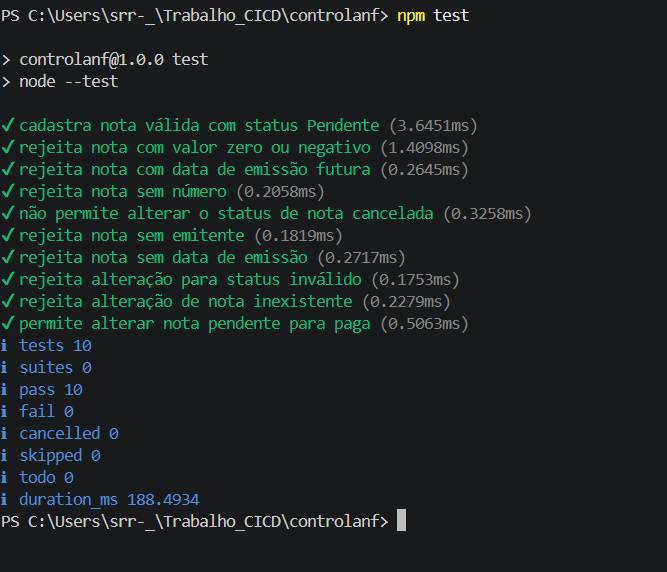 PS C:\Users\srr-_\Trabalho_CICD\controlanf> npm test
> controlanf@1.0.0 test
> node --test
✔ cadastra nota válida com status Pendente (3.6451ms)
✔ rejeita nota com valor zero ou negativo (1.4098ms)
✔ rejeita nota com data de emissão futura (0.2645ms)
✔ rejeita nota sem número (0.2058ms)
✔ não permite alterar o status de nota cancelada (0.3258ms)
✔ rejeita nota sem emitente (0.1819ms)
✔ rejeita nota sem data de emissão (0.2717ms)
✔ rejeita alteração para status inválido (0.1753ms)
✔ rejeita alteração de nota inexistente (0.2279ms)
✔ permite alterar nota pendente para paga (0.5063ms)
ℹ tests 10
ℹ suites 0
ℹ pass 10
ℹ fail 0
ℹ cancelled 0
ℹ skipped 0
ℹ todo 0
ℹ duration_ms 188.4934
PS C:\Users\srr-_\Trabalho_CICD\controlanf>